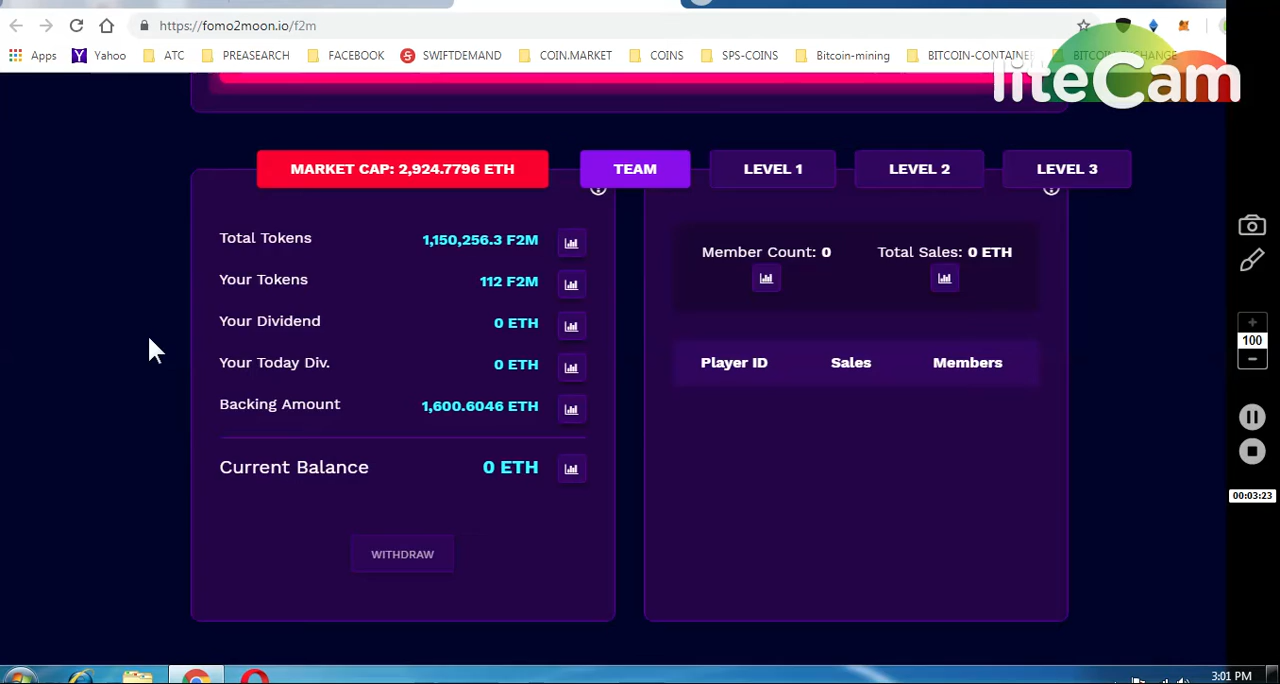 https://fomo2moon.io/f2m
Apps Yahoo ATC PREASEARCH FACEBOOK SWIFTDEMAND COIN.MARKET COINS SPS-COINS Bitcoin-mining BITCOIN-CONTAINE BITCOIN-EXCHANGE
liteCam
MARKET CAP: 2,924.7796 ETH TEAM LEVEL 1 LEVEL 2 LEVEL 3
Total Tokens 1,150,256.3 F2M
Your Tokens 112 F2M
Your Dividend 0 ETH
Your Today Div. 0 ETH
Backing Amount 1,600.6046 ETH
Current Balance 0 ETH
WITHDRAW
Member Count: 0 Total Sales: 0 ETH
Player ID Sales Members
100
00:03:23
3:01 PM